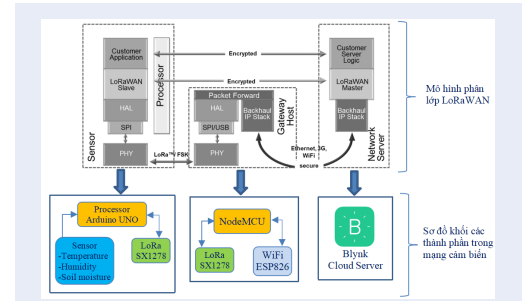 Customer
Application
Encrypted
Customer
Server
Logic
LoRaWAN
Slave
Encrypted
LoRaWAN
Master
Processor
HAL
SPI
PHY
Sensor
Packet Forward
HAL
SPI/USB
PHY
Backhaul
IP Stack
Gateway
Host
LoRa™/ FSK
Ethernet, 3G,
WiFi
secure
Backhaul
IP Stack
Network
Server
Mô hình phân
lớp LoRaWAN
Processor
Arduino UNO
Sensor
-Temperature
-Humidity
-Soil moisture
LoRa
SX1278
NodeMCU
LoRa
SX1278
WiFi
ESP826
B
Blynk
Cloud Server
Sơ đồ khối các
thành phần trong
mạng cảm biến